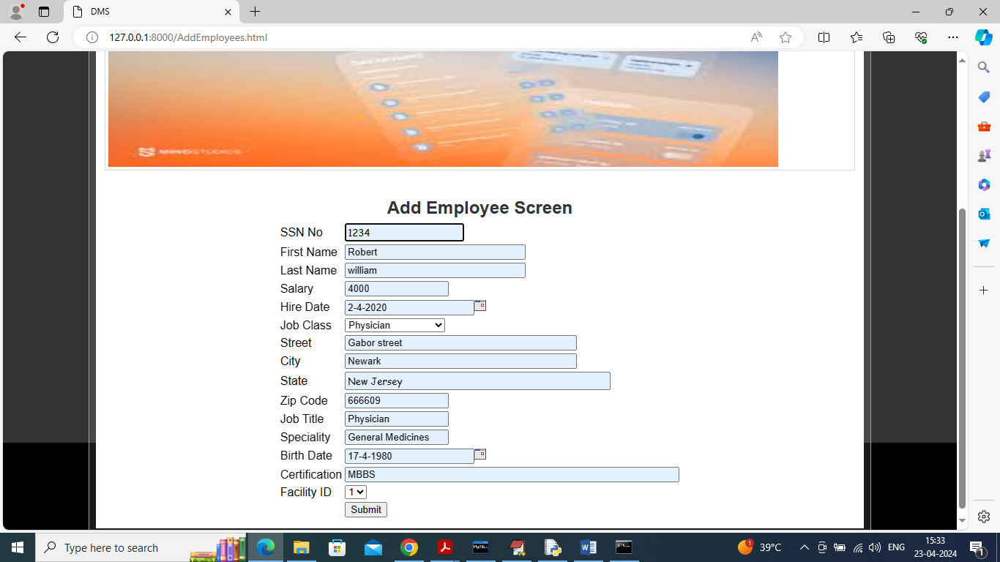 DMS
127.0.0.1:8000/AddEmployees.html
MINDSTUDIOS
Add Employee Screen
SSN No 1234
First Name Robert
Last Name william
Salary 4000
Hire Date 2-4-2020
Job Class Physician
Street Gabor street
City Newark
State New Jersey
Zip Code 666609
Job Title Physician
Speciality General Medicines
Birth Date 17-4-1980
Certification MBBS
Facility ID 1
Submit
Type here to search
39°C
ENG
15:33
23-04-2024
1